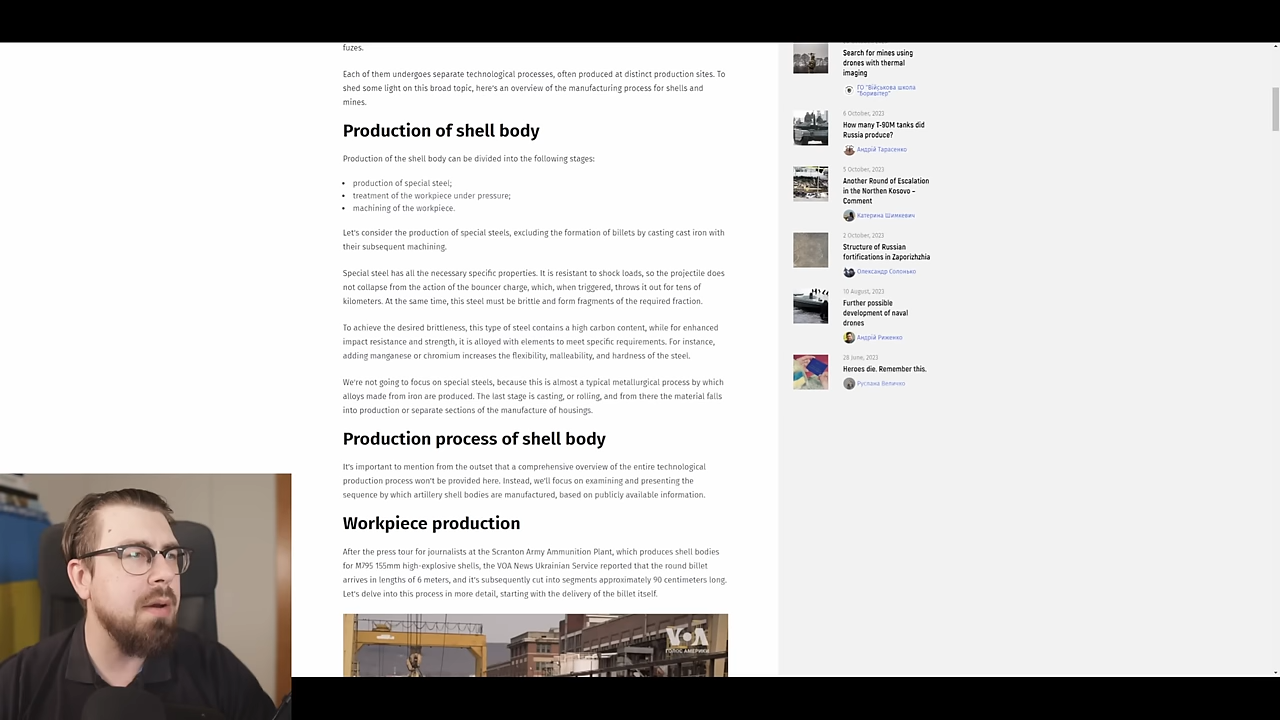 fuzes.
Each of them undergoes separate technological processes, often produced at distinct production sites. To
shed some light on this broad topic, here's an overview of the manufacturing process for shells and
mines.
Production of shell body
Production of the shell body can be divided into the following stages:
• production of special steel;
• treatment of the workpiece under pressure;
• machining of the workpiece.
Let's consider the production of special steels, excluding the formation of billets by casting cast iron with
their subsequent machining.
Special steel has all the necessary specific properties. It is resistant to shock loads, so the projectile does
not collapse from the action of the bouncer charge, which, when triggered, throws it out for tens of
kilometers. At the same time, this steel must be brittle and form fragments of the required fraction.
To achieve the desired brittleness, this type of steel contains a high carbon content, while for enhanced
impact resistance and strength, it is alloyed with elements to meet specific requirements. For instance,
adding manganese or chromium increases the flexibility, malleability, and hardness of the steel.
We're not going to focus on special steels, because this is almost a typical metallurgical process by which
alloys made from iron are produced. The last stage is casting, or rolling, and from there the material falls
into production or separate sections of the manufacture of housings.
Production process of shell body
It's important to mention from the outset that a comprehensive overview of the entire technological
production process won't be provided here. Instead, we'll focus on examining and presenting the
sequence by which artillery shell bodies are manufactured, based on publicly available information.
Workpiece production
After the press tour for journalists at the Scranton Army Ammunition Plant, which produces shell bodies
for M795 155mm high-explosive shells, the VOA News Ukrainian Service reported that the round billet
arrives in lengths of 6 meters, and it's subsequently cut into segments approximately 90 centimeters long.
Let's delve into this process in more detail, starting with the delivery of the billet itself.
VOA
ГОЛОС АМЕРИКИ
Search for mines using
drones with thermal
imaging
ГО "Військова школа
"Боривітер"
6 October, 2023
How many T-90M tanks did
Russia produce?
Андрій Тарасенко
5 October, 2023
Another Round of Escalation
in the Northen Kosovo –
Comment
Катерина Шимкевич
2 October, 2023
Structure of Russian
fortifications in Zaporizhzhia
Олександр Солонько
10 August, 2023
Further possible
development of naval
drones
Андрій Риженко
28 June, 2023
Heroes die. Remember this.
Руслана Величко